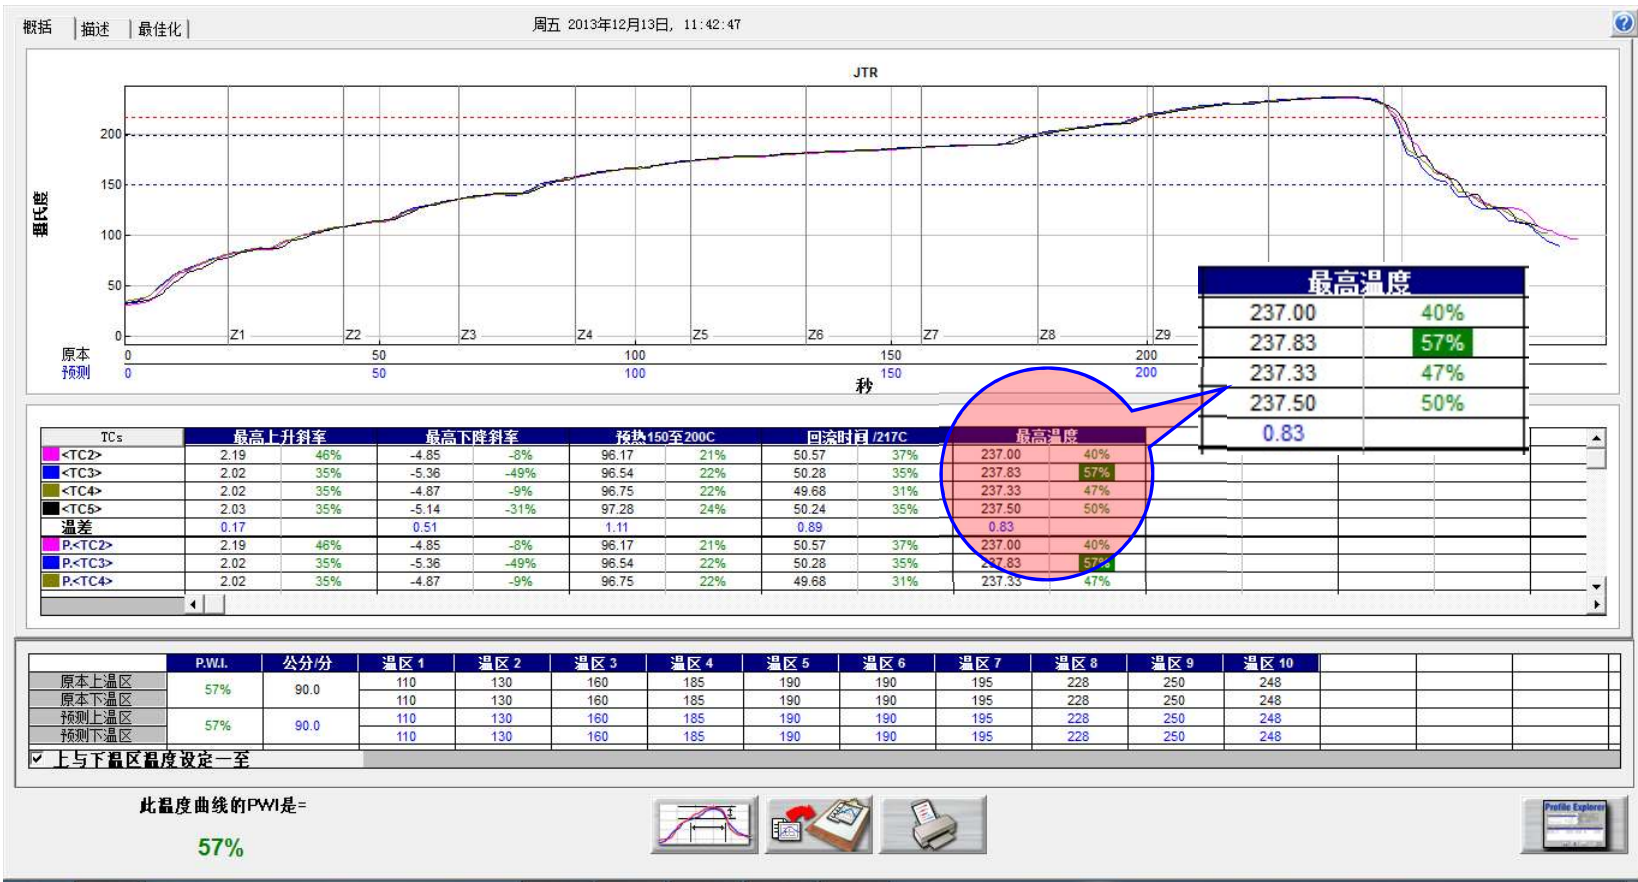 概括 描述 最佳化 周五 2013年12月13日, 11:42:47
JTR
摄氏度
200
150
100
50
0
Z1 Z2 Z3 Z4 Z5 Z6 Z7 Z8 Z9
原本 0 50 100 150 200
预测 0 50 100 150 200
秒
最高温度
237.00 40%
237.83 57%
237.33 47%
237.50 50%
0.83
TCs 最高上升斜率 最高下降斜率 预热150至200C 回流时间 /217C 最高温度
<TC2> 2.19 46% -4.85 -8% 96.17 21% 50.57 37% 237.00 40%
<TC3> 2.02 35% -5.36 -49% 96.54 22% 50.28 35% 237.83 57%
<TC4> 2.02 35% -4.87 -9% 96.75 22% 49.68 31% 237.33 47%
<TC5> 2.03 35% -5.14 -31% 97.28 24% 50.24 35% 237.50 50%
温差 0.17 0.51 1.11 0.89 0.83
P.<TC2> 2.19 46% -4.85 -8% 96.17 21% 50.57 37% 237.00 40%
P.<TC3> 2.02 35% -5.36 -49% 96.54 22% 50.28 35% 237.83 57%
P.<TC4> 2.02 35% -4.87 -9% 96.75 22% 49.68 31% 237.33 47%
P.W.I. 公分/分 温区 1 温区 2 温区 3 温区 4 温区 5 温区 6 温区 7 温区 8 温区 9 温区 10
原本上温区 57% 90.0 110 130 160 185 190 190 195 228 250 248
原本下温区 110 130 160 185 190 190 195 228 250 248
预测上温区 57% 90.0 110 130 160 185 190 190 195 228 250 248
预测下温区 110 130 160 185 190 190 195 228 250 248
上与下温区温度设定一至
此温度曲线的PWI是=
57%
Profile Explorer